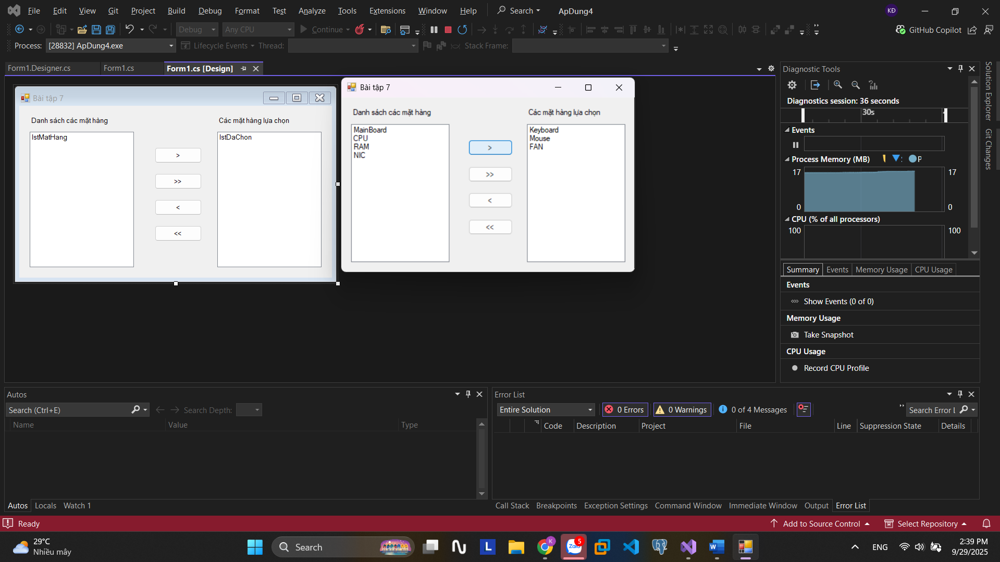 File Edit View Git Project Build Debug Format Test Analyze Tools Extensions Window Help Search ApDung4 KD
Debug Any CPU Continue GitHub Copilot
Process: [28832] ApDung4.exe Lifecycle Events Thread: Stack Frame:
Form1.Designer.cs Form1.cs Form1.cs [Design]
Bài tập 7
Danh sách các mặt hàng Các mặt hàng lựa chọn
lstMatHang lstDaChon
>
>>
<
<<
Bài tập 7
Danh sách các mặt hàng Các mặt hàng lựa chọn
MainBoard
CPU
RAM
NIC
>
>>
<
<<
Keyboard
Mouse
FAN
Diagnostic Tools
Diagnostics session: 36 seconds
30s
Events
Process Memory (MB) P
17 17
0 0
CPU (% of all processors)
100 100
Summary Events Memory Usage CPU Usage
Events
Show Events (0 of 0)
Memory Usage
Take Snapshot
CPU Usage
Record CPU Profile
Solution Explorer
Git Changes
Autos
Search (Ctrl+E) Search Depth:
Name Value Type
Autos Locals Watch 1
Error List
Entire Solution 0 Errors 0 Warnings 0 of 4 Messages Search Error L
Code Description Project File Line Suppression State Details
Call Stack Breakpoints Exception Settings Command Window Immediate Window Output Error List
Ready Add to Source Control Select Repository
29°C
Nhiều mây
Search
L
K
Zalo
5
ENG
2:39 PM
9/29/2025